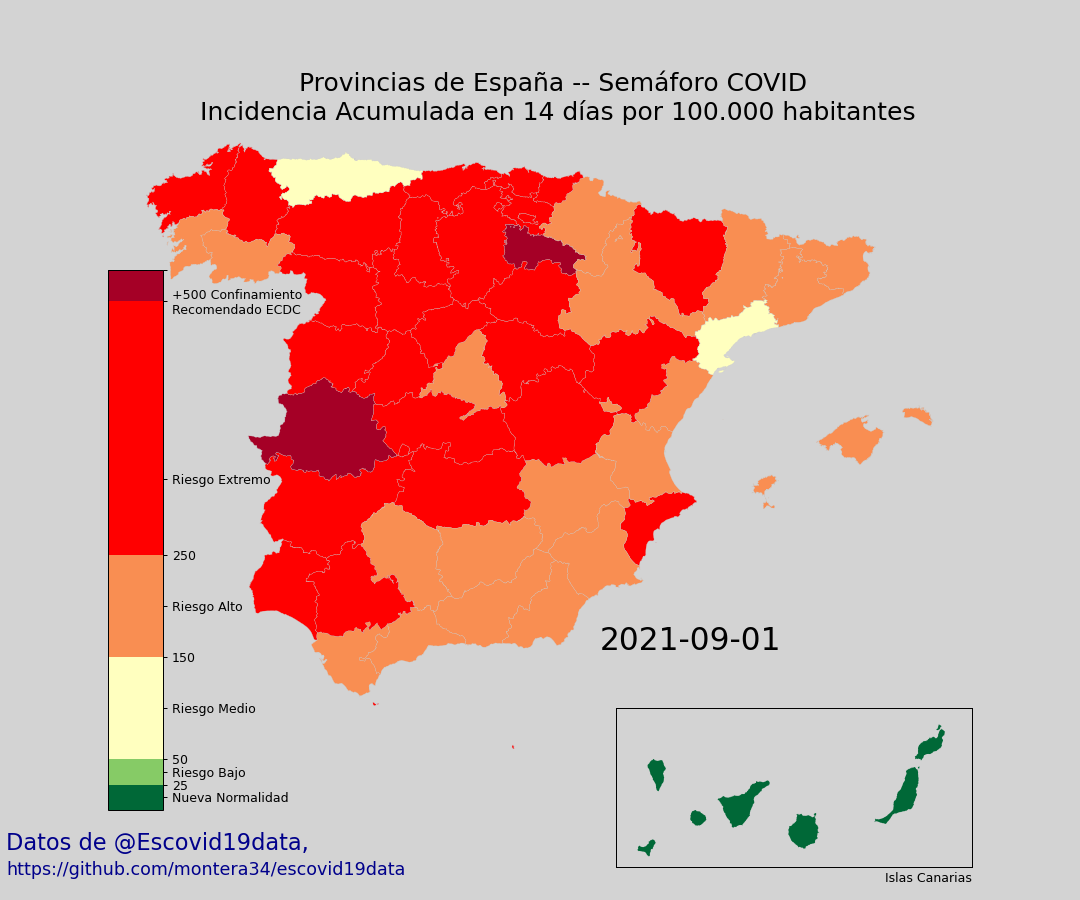 Provincias de España -- Semáforo COVID
Incidencia Acumulada en 14 días por 100.000 habitantes
+500 Confinamiento
Recomendado ECDC
Riesgo Extremo
250
Riesgo Alto
150
Riesgo Medio
50
Riesgo Bajo
25
Nueva Normalidad
2021-09-01
Islas Canarias
Datos de @Escovid19data,
https://github.com/montera34/escovid19data